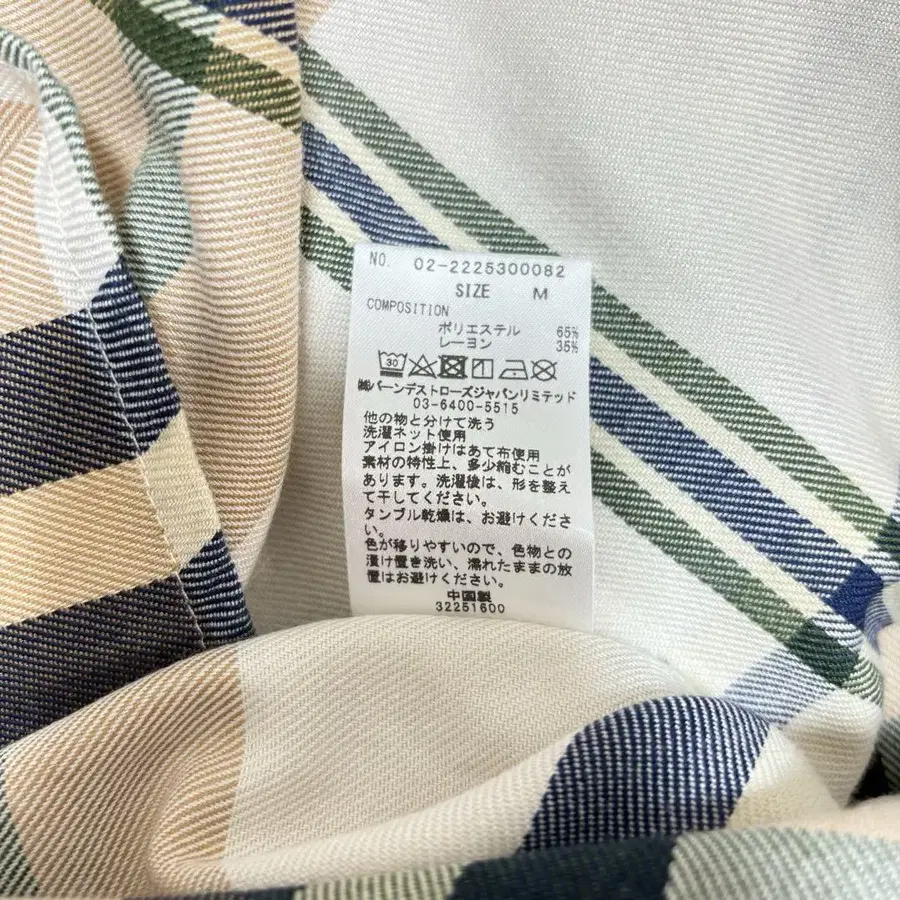 NO. 02-2225300082
SIZE M
COMPOSITION
ポリエステル 65%
レーヨン 35%
30
㈱バーンデストローズジャパンリミテッド
03-6400-5515
他の物と分けて洗う
洗濯ネット使用
アイロン掛けはあて布使用
素材の特性上、多少縮むことが
あります。洗濯後は、形を整え
て干してください。
タンブル乾燥は、お避けくださ
い。
色が移りやすいので、色物との
漬け置き洗い、濡れたままの放
置はお避けください。
中国製
32251600